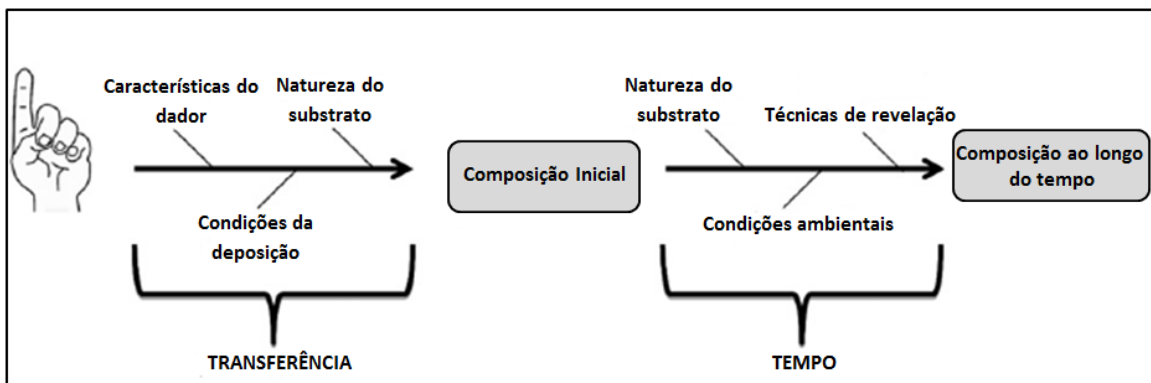 Características do
dador
Natureza do
substrato
Condições da
deposição
TRANSFERÊNCIA
Composição Inicial
Natureza do
substrato
Técnicas de revelação
Condições ambientais
TEMPO
Composição ao longo
do tempo